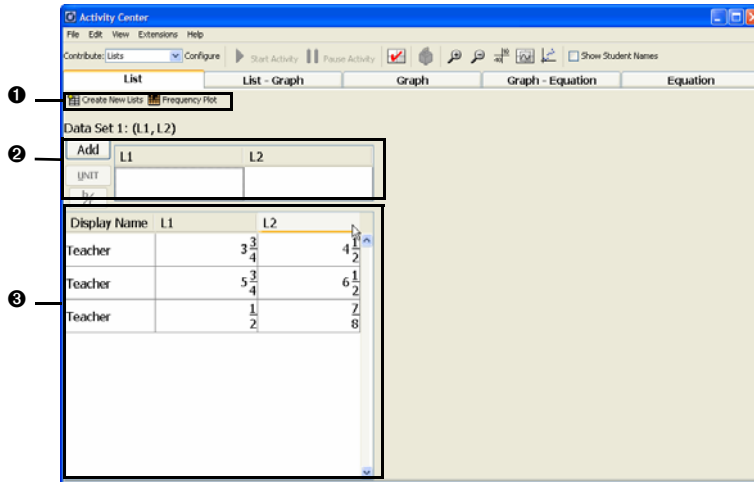 Activity Center
File Edit View Extensions Help
Contribute: Lists Configure Start Activity Pause Activity Show Student Names
List List - Graph Graph Graph - Equation Equation
❶ Create New Lists Frequency Plot
Data Set 1: (L1, L2)
❷ Add L1 L2
UNIT
Display Name L1 L2
Teacher 3 3/4 4 1/2
❸ Teacher 5 3/4 6 1/2
Teacher 1/2 7/8